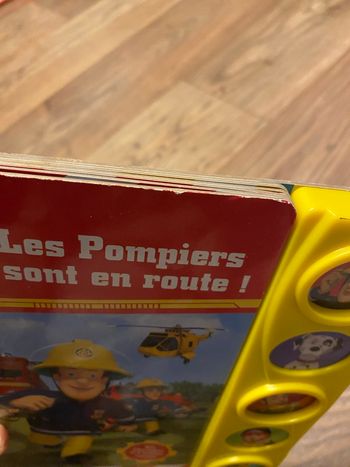 Les Pompiers
sont en route !